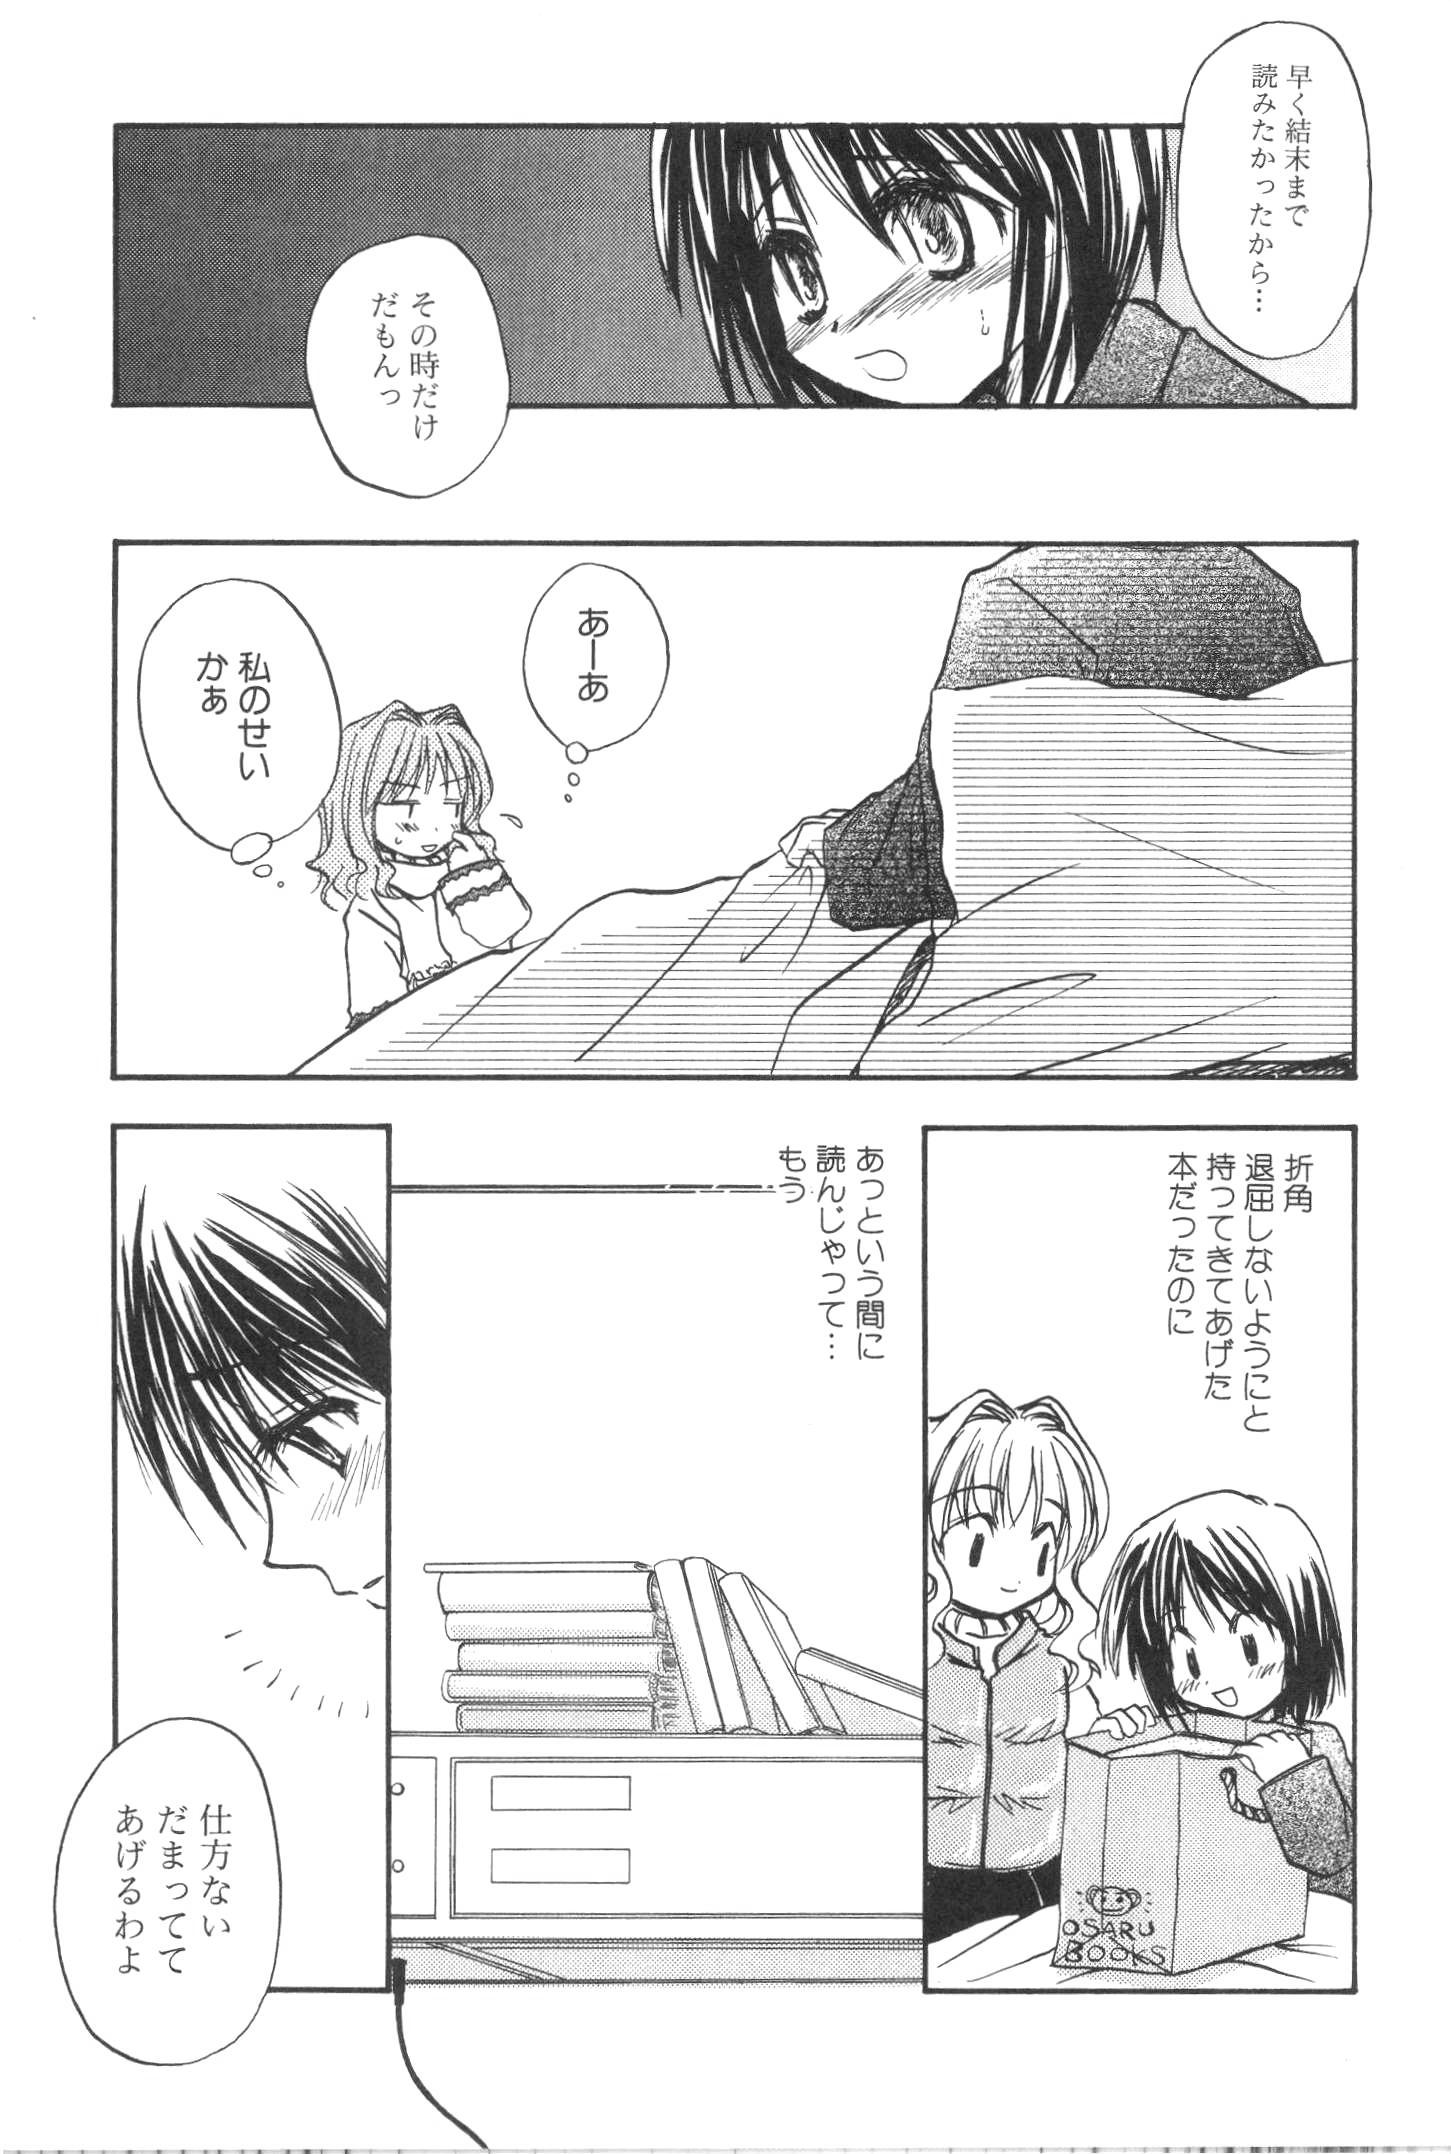 早く結末まで
読みたかったから…
その時だけ
だもんっ
あーあ
私のせい
かぁ
折角
退屈しないようにと
持ってきてあげた
本だったのに
OSARU
BOOKS
あっという間に
読んじゃって…
もう
仕方ない
だまってて
あげるわよ